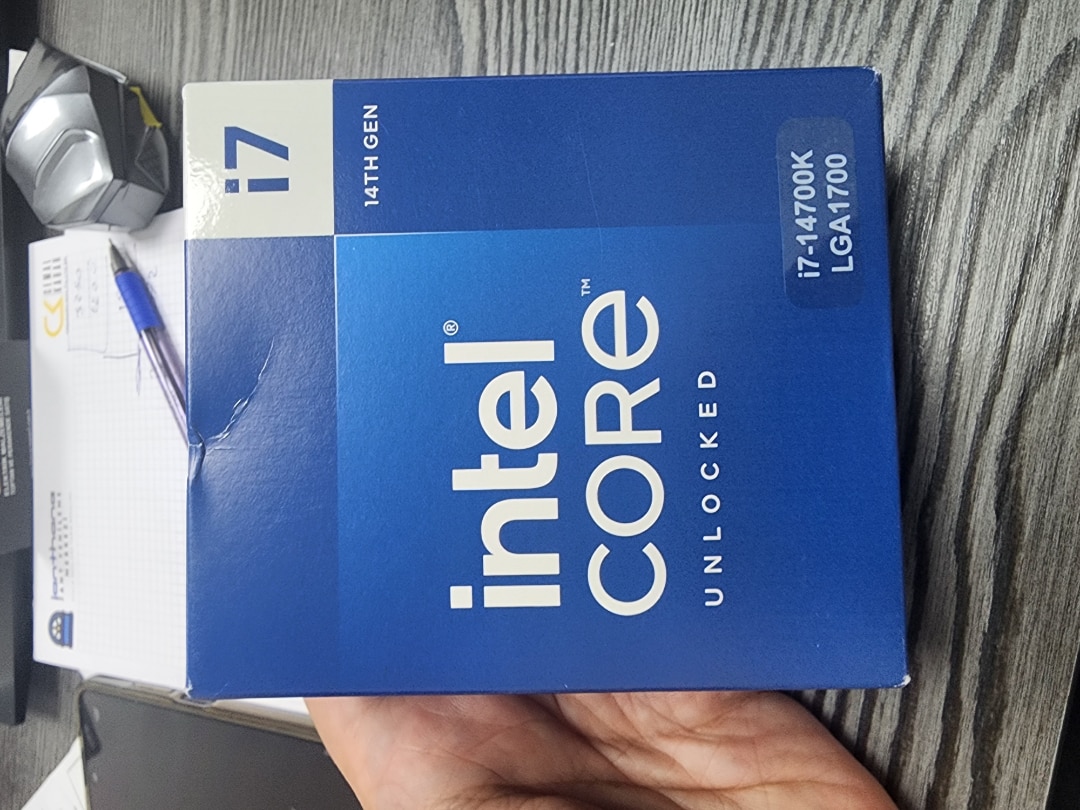 i7
14TH GEN
intel®
CORE™
UNLOCKED
i7-14700K
LGA1700